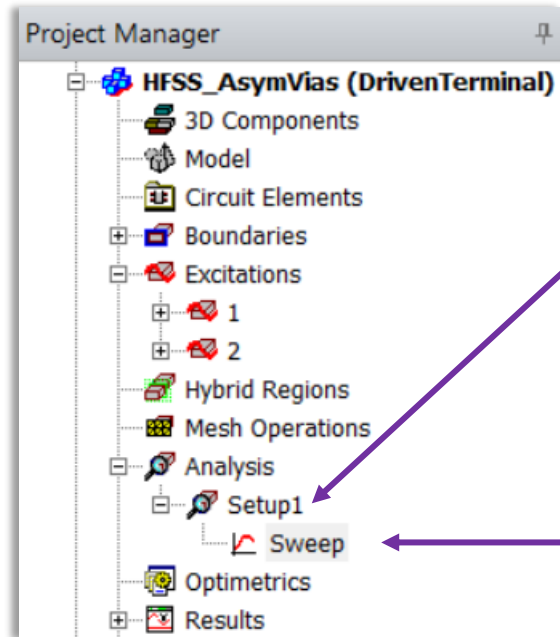 Project Manager
HFSS_AsymVias (DrivenTerminal)
3D Components
Model
Circuit Elements
Boundaries
Excitations
1
2
Hybrid Regions
Mesh Operations
Analysis
Setup1
Sweep
Optimetrics
Results